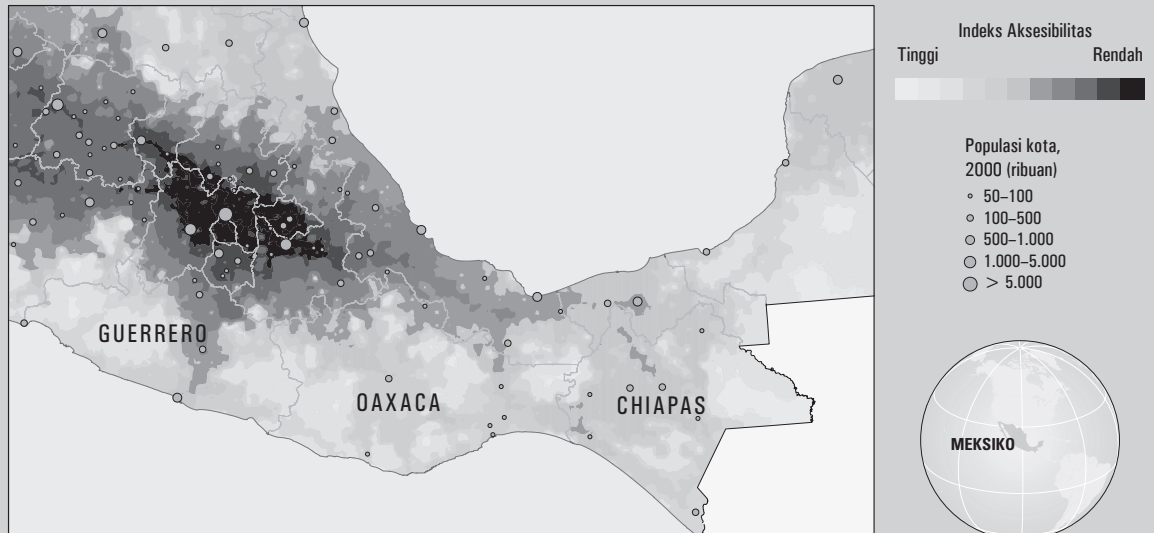 Indeks Aksesibilitas
Tinggi Rendah
Populasi kota,
2000 (ribuan)
50–100
100–500
500–1.000
1.000–5.000
> 5.000
GUERRERO
OAXACA
CHIAPAS
MEKSIKO